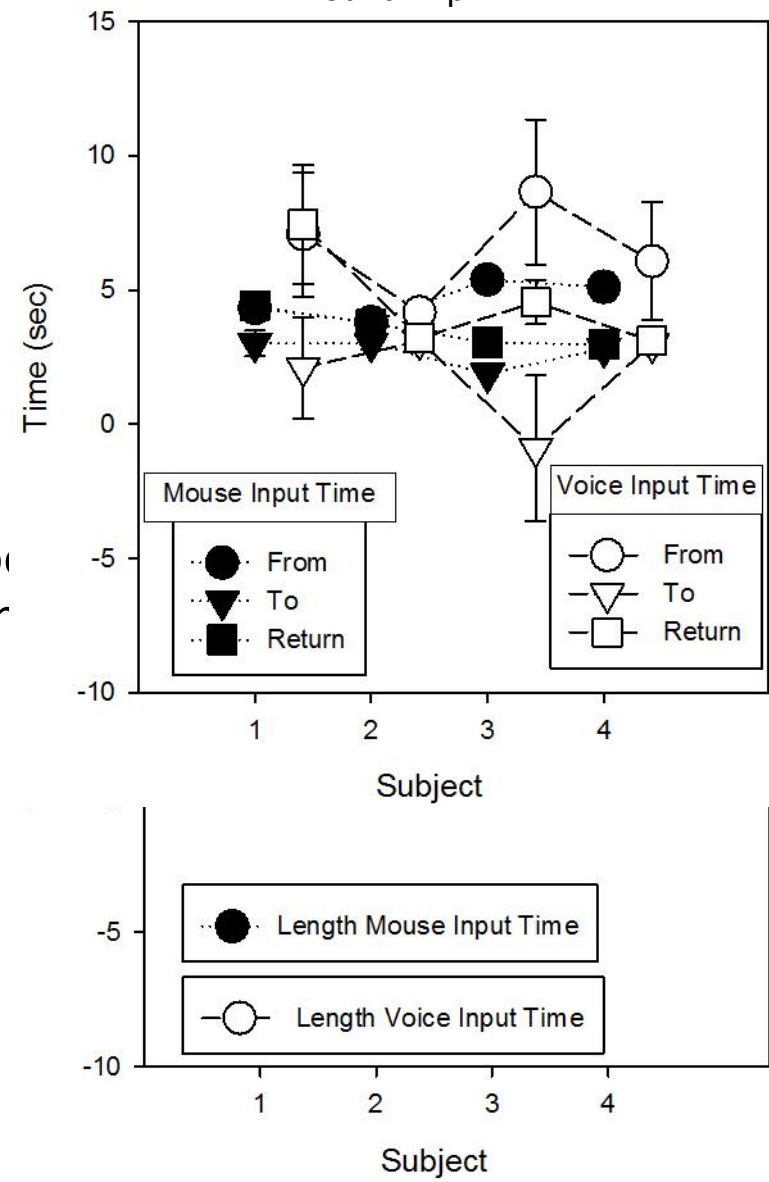 15
10
5
0
-5
-10
Time (sec)
Mouse Input Time
From
To
Return
Voice Input Time
From
To
Return
1 2 3 4
Subject
-5
-10
Length Mouse Input Time
Length Voice Input Time
1 2 3 4
Subject